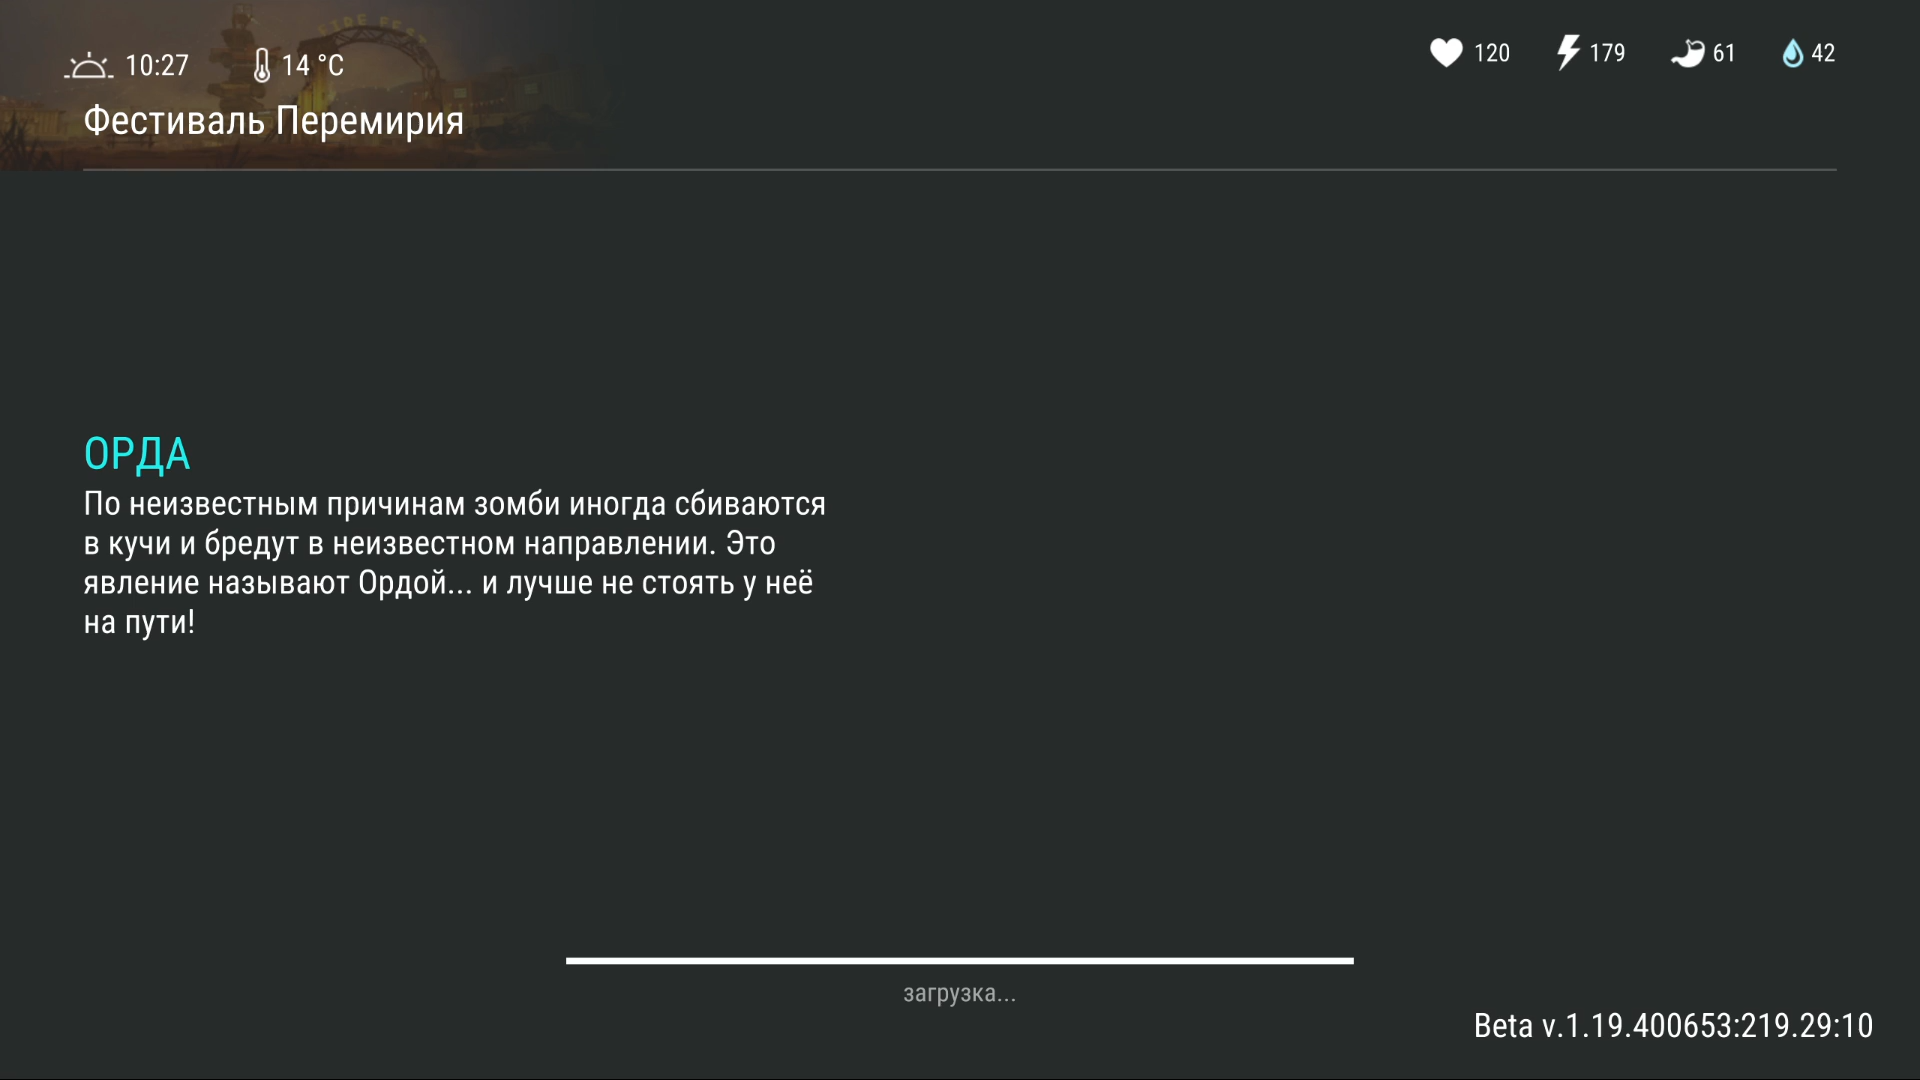 10:27 14 °C
120 179 61 42
Фестиваль Перемирия
ОРДА
По неизвестным причинам зомби иногда сбиваются
в кучи и бредут в неизвестном направлении. Это
явление называют Ордой... и лучше не стоять у неё
на пути!
загрузка...
Beta v.1.19.400653:219.29:10